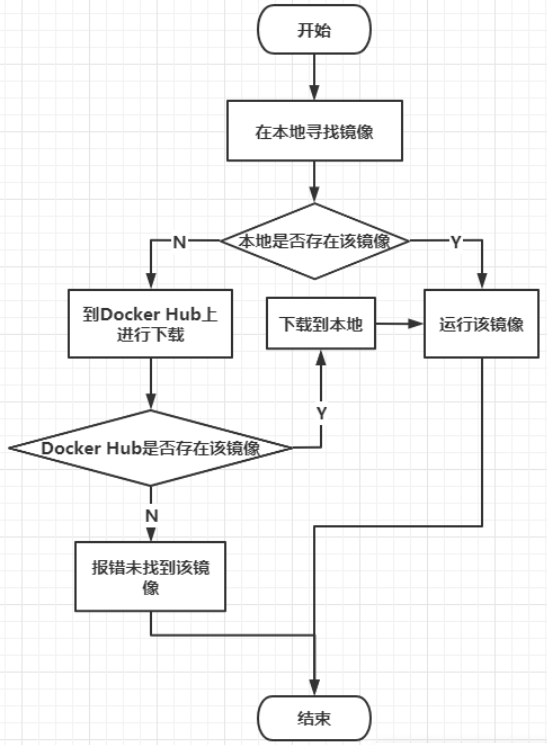 开始
在本地寻找镜像
本地是否存在该镜像
N
Y
到Docker Hub上
进行下载
下载到本地
运行该镜像
Y
Docker Hub是否存在该镜像
N
报错未找到该镜
像
结束